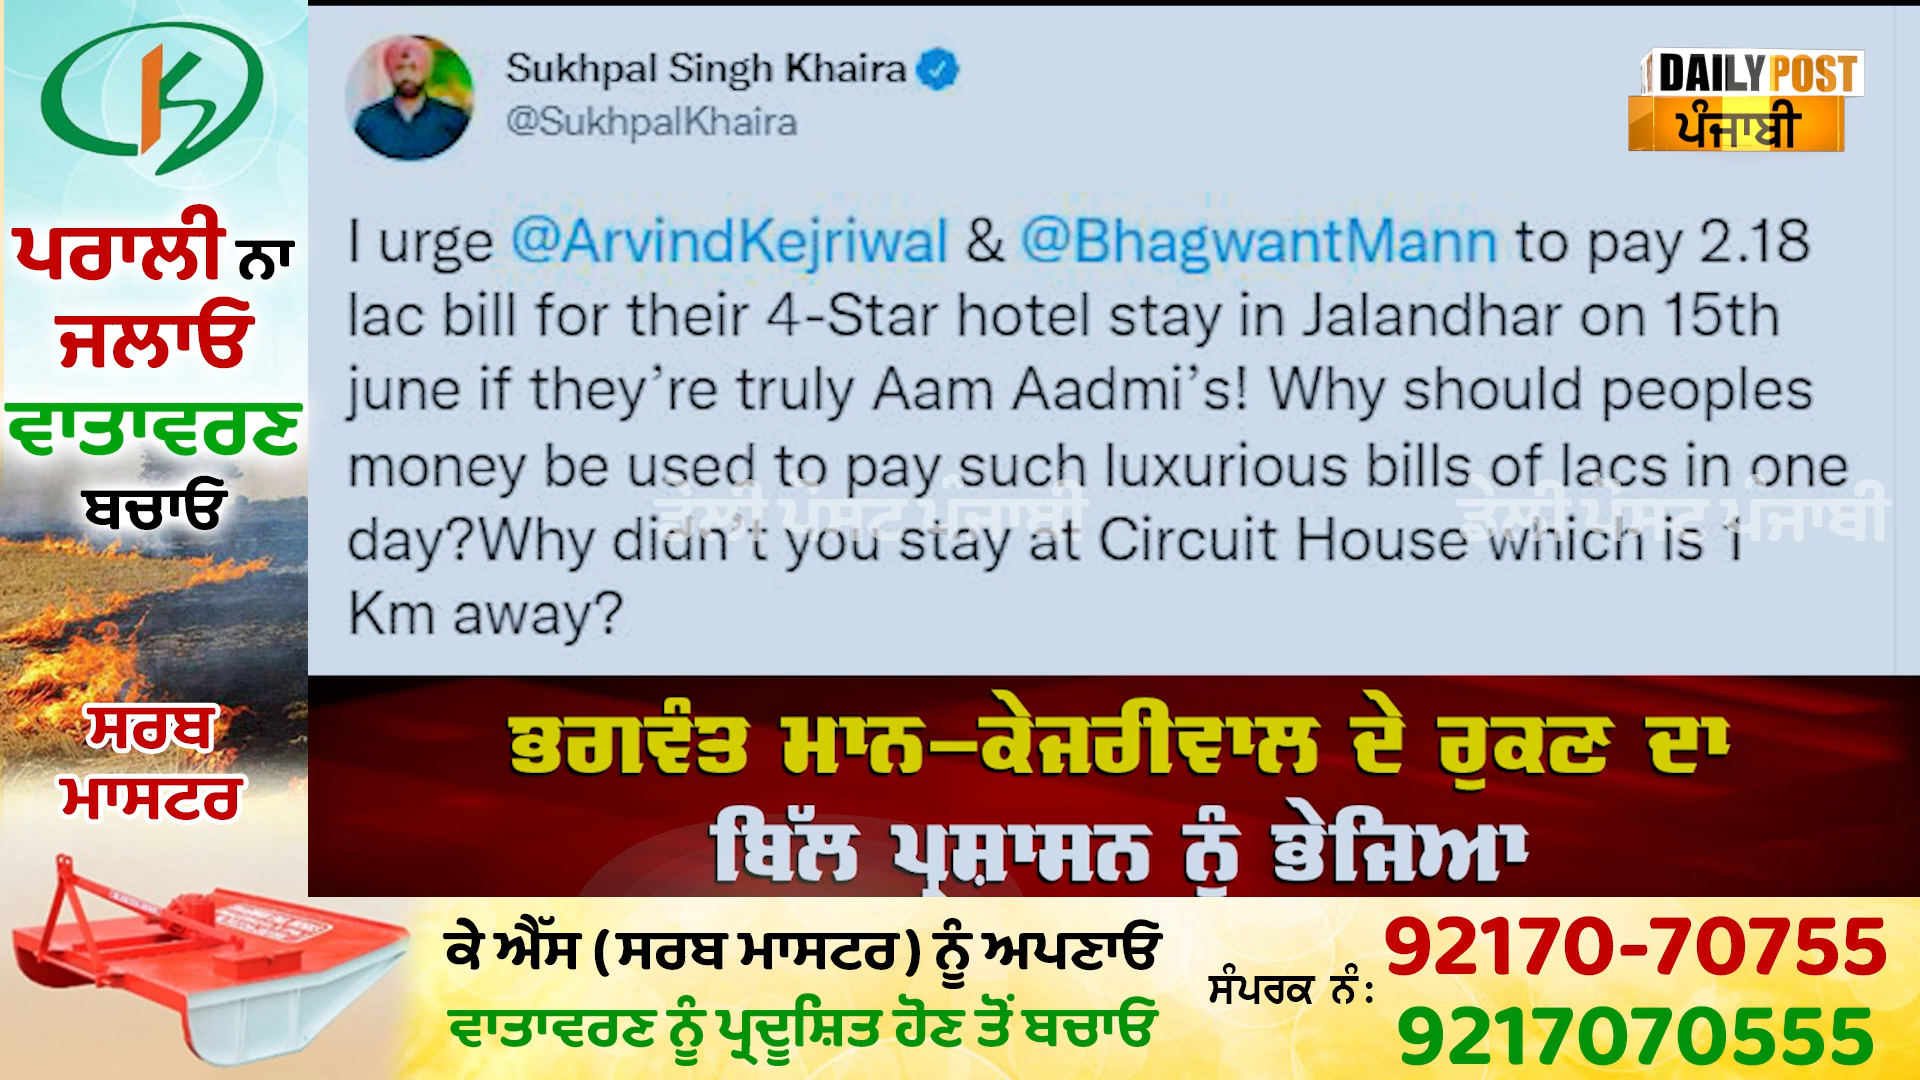 ਪਰਾਲੀ ਨਾ
ਜਲਾਓ
ਵਾਤਾਵਰਣ
ਬਚਾਓ
ਸਰਬ
ਮਾਸਟਰ
Sukhpal Singh Khaira
@SukhpalKhaira
DAILY POST
ਪੰਜਾਬੀ
I urge @ArvindKejriwal & @BhagwantMann to pay 2.18
lac bill for their 4-Star hotel stay in Jalandhar on 15th
june if they're truly Aam Aadmi's! Why should peoples
money be used to pay such luxurious bills of lacs in one
day?Why didn't you stay at Circuit House which is 1
Km away?
ਡੇਲੀ ਪੋਸਟ ਪੰਜਾਬੀ
ਡੇਲੀ ਪੋਸਟ ਪੰਜਾਬੀ
ਭਗਵੰਤ ਮਾਨ-ਕੇਜਰੀਵਾਲ ਦੇ ਰੁਕਣ ਦਾ
ਬਿੱਲ ਪ੍ਰਸ਼ਾਸਨ ਨੂੰ ਭੇਜਿਆ
ਕੇ ਐੱਸ (ਸਰਬ ਮਾਸਟਰ) ਨੂੰ ਅਪਣਾਓ
ਵਾਤਾਵਰਣ ਨੂੰ ਪ੍ਰਦੂਸ਼ਿਤ ਹੋਣ ਤੋਂ ਬਚਾਓ
ਸੰਪਰਕ ਨੰ:
92170-70755
9217070555